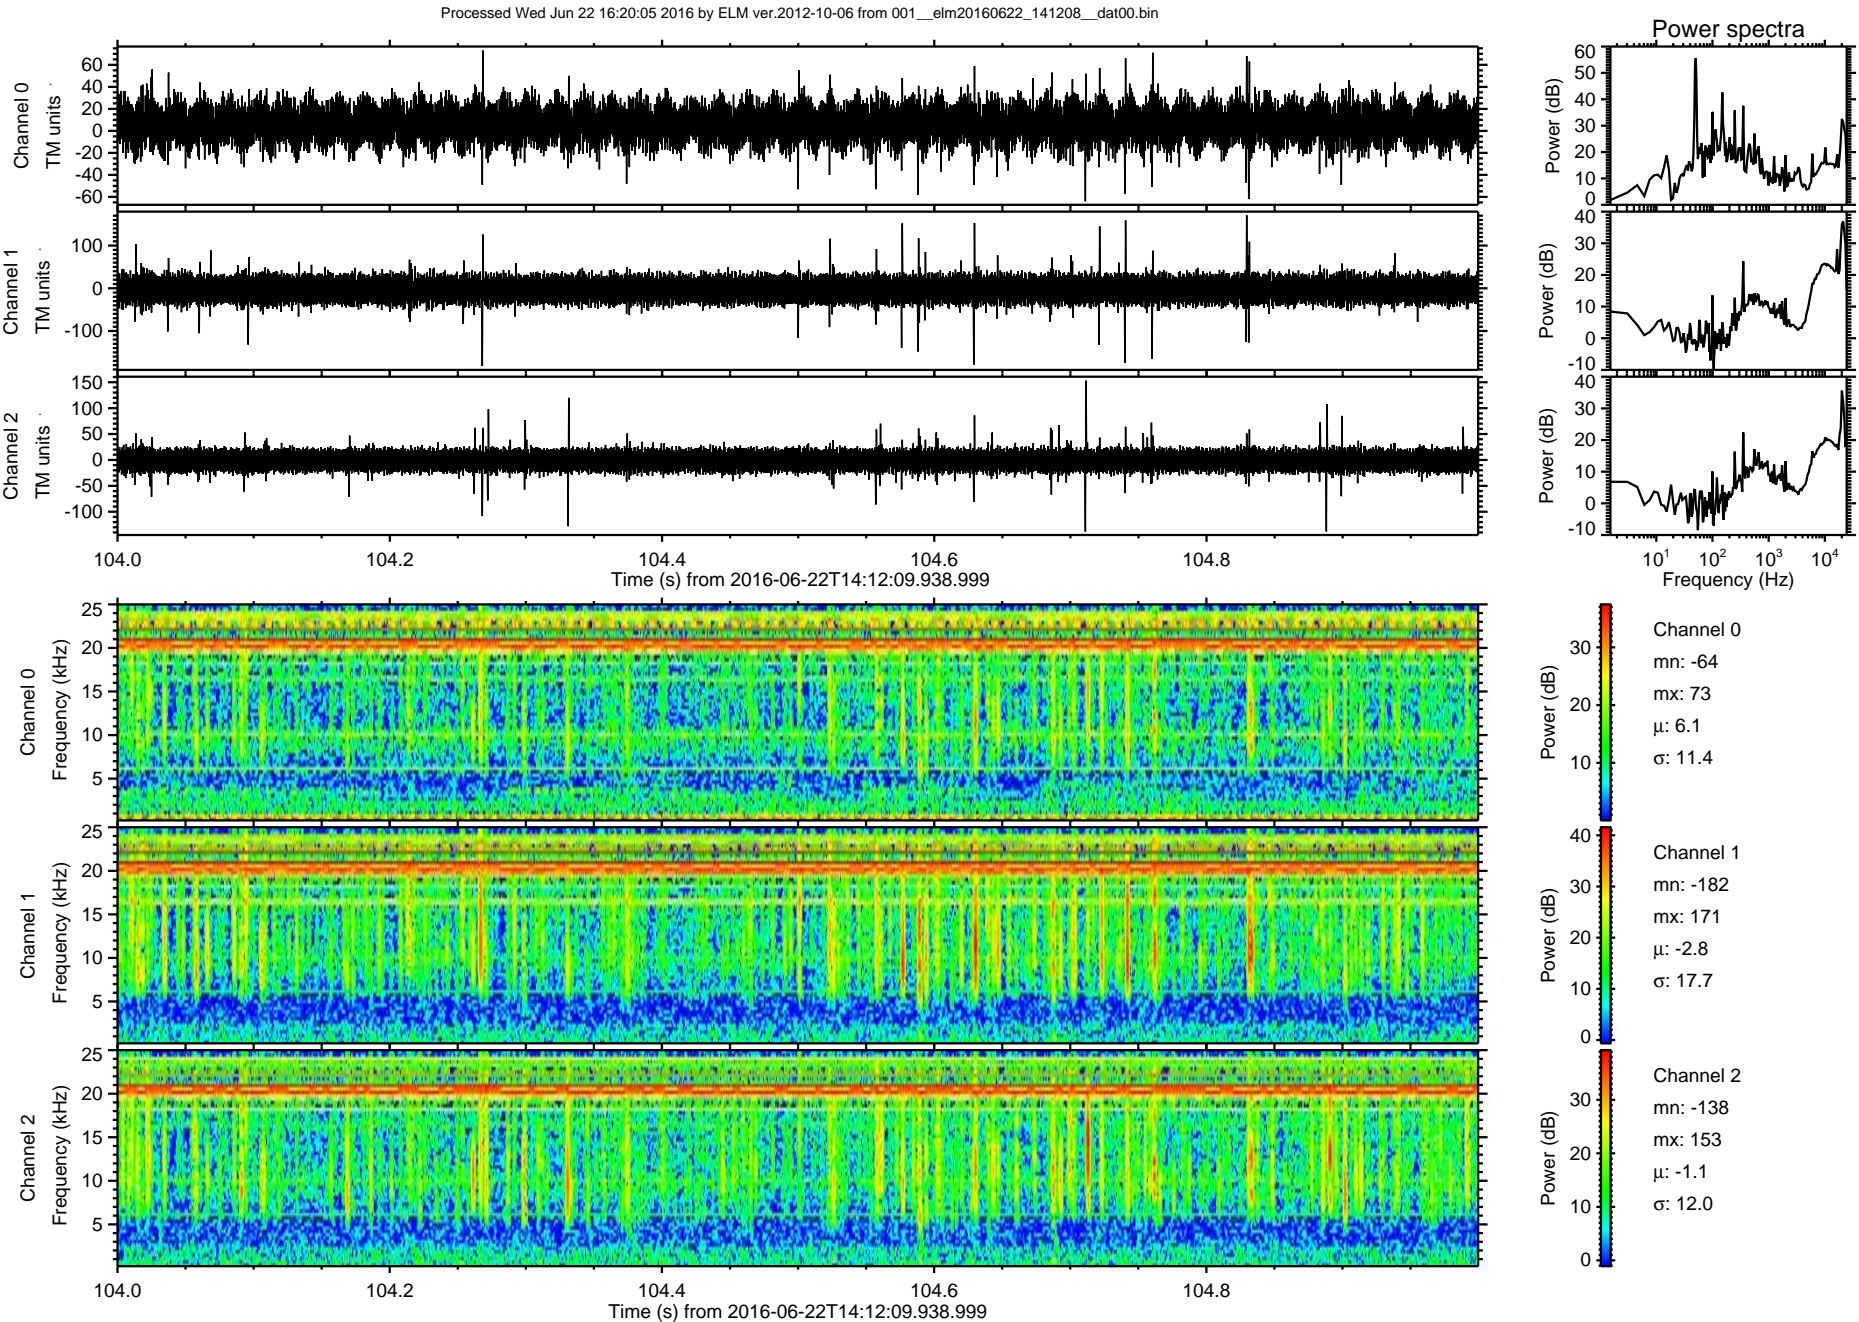 Processed Wed Jun 22 16:20:05 2016 by ELM ver.2012-10-06 from 001__elm20160622_141208__dat00.bin
Power spectra
Channel 0
TM units
60
40
20
0
-20
-40
-60
Power (dB)
60
50
40
30
20
10
0
Channel 1
TM units
100
0
-100
Power (dB)
40
30
20
10
0
-10
Channel 2
TM units
150
100
50
0
-50
-100
Power (dB)
40
30
20
10
0
-10
104.0 104.2 104.4 104.6 104.8
Time (s) from 2016-06-22T14:12:09.938.999
10¹ 10² 10³ 10⁴
Frequency (Hz)
Channel 0
Frequency (kHz)
25
20
15
10
5
Power (dB)
30
20
10
Channel 0
mn: -64
mx: 73
μ: 6.1
σ: 11.4
Channel 1
Frequency (kHz)
25
20
15
10
5
Power (dB)
40
30
20
10
0
Channel 1
mn: -182
mx: 171
μ: -2.8
σ: 17.7
Channel 2
Frequency (kHz)
25
20
15
10
5
Power (dB)
30
20
10
0
Channel 2
mn: -138
mx: 153
μ: -1.1
σ: 12.0
104.0 104.2 104.4 104.6 104.8
Time (s) from 2016-06-22T14:12:09.938.999